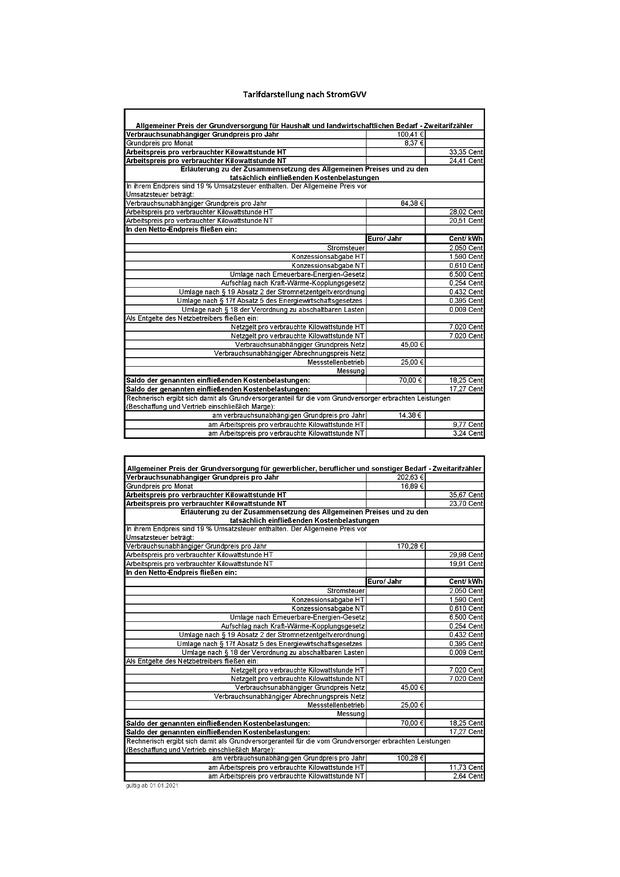 Tarifdarstellung nach StromGVV
Allgemeiner Preis der Grundversorgung für Haushalt und landwirtschaftlichen Bedarf - Zweitarifzähler
Verbrauchsunabhängiger Grundpreis pro Jahr 100,41 €
Grundpreis pro Monat 8,37 €
Arbeitspreis pro verbrauchter Kilowattstunde HT 33,35 Cent
Arbeitspreis pro verbrauchter Kilowattstunde NT 24,41 Cent
Erläuterung zu der Zusammensetzung des Allgemeinen Preises und zu den
tatsächlich einfließenden Kostenbelastungen
In ihrem Endpreis sind 19 % Umsatzsteuer enthalten. Der Allgemeine Preis vor
Umsatzsteuer beträgt:
Verbrauchsunabhängiger Grundpreis pro Jahr 84,38 €
Arbeitspreis pro verbrauchter Kilowattstunde HT 28,02 Cent
Arbeitspreis pro verbrauchter Kilowattstunde NT 20,51 Cent
In den Netto-Endpreis fließen ein:
Euro/ Jahr Cent/ kWh
Stromsteuer 2,050 Cent
Konzessionsabgabe HT 1,590 Cent
Konzessionsabgabe NT 0,610 Cent
Umlage nach Erneuerbare-Energien-Gesetz 6,500 Cent
Aufschlag nach Kraft-Wärme-Kopplungsgesetz 0,254 Cent
Umlage nach § 19 Absatz 2 der Stromnetzentgeltverordnung 0,432 Cent
Umlage nach § 17f Absatz 5 des Energiewirtschaftsgesetzes 0,395 Cent
Umlage nach § 18 der Verordnung zu abschaltbaren Lasten 0,009 Cent
Als Entgelte des Netzbetreibers fließen ein:
Netzgelt pro verbrauchte Kilowattstunde HT 7,020 Cent
Netzgelt pro verbrauchte Kilowattstunde NT 7,020 Cent
Verbrauchsunabhängiger Grundpreis Netz 45,00 €
Verbrauchsunabhängiger Abrechnungspreis Netz
Messstellenbetrieb 25,00 €
Messung
Saldo der genannten einfließenden Kostenbelastungen: 70,00 € 18,25 Cent
Saldo der genannten einfließenden Kostenbelastungen: 17,27 Cent
Rechnerisch ergibt sich damit als Grundversorgeranteil für die vom Grundversorger erbrachten Leistungen
(Beschaffung und Vertrieb einschließlich Marge):
am verbrauchsunabhängigen Grundpreis pro Jahr 14,38 €
am Arbeitspreis pro verbrauchte Kilowattstunde HT 9,77 Cent
am Arbeitspreis pro verbrauchte Kilowattstunde NT 3,24 Cent
Allgemeiner Preis der Grundversorgung für gewerblicher, beruflicher und sonstiger Bedarf - Zweitarifzähler
Verbrauchsunabhängiger Grundpreis pro Jahr 202,63 €
Grundpreis pro Monat 16,89 €
Arbeitspreis pro verbrauchter Kilowattstunde HT 35,67 Cent
Arbeitspreis pro verbrauchter Kilowattstunde NT 23,70 Cent
Erläuterung zu der Zusammensetzung des Allgemeinen Preises und zu den
tatsächlich einfließenden Kostenbelastungen
In ihrem Endpreis sind 19 % Umsatzsteuer enthalten. Der Allgemeine Preis vor
Umsatzsteuer beträgt:
Verbrauchsunabhängiger Grundpreis pro Jahr 170,28 €
Arbeitspreis pro verbrauchter Kilowattstunde HT 29,98 Cent
Arbeitspreis pro verbrauchter Kilowattstunde NT 19,91 Cent
In den Netto-Endpreis fließen ein:
Euro/ Jahr Cent/ kWh
Stromsteuer 2,050 Cent
Konzessionsabgabe HT 1,590 Cent
Konzessionsabgabe NT 0,610 Cent
Umlage nach Erneuerbare-Energien-Gesetz 6,500 Cent
Aufschlag nach Kraft-Wärme-Kopplungsgesetz 0,254 Cent
Umlage nach § 19 Absatz 2 der Stromnetzentgeltverordnung 0,432 Cent
Umlage nach § 17f Absatz 5 des Energiewirtschaftsgesetzes 0,395 Cent
Umlage nach § 18 der Verordnung zu abschaltbaren Lasten 0,009 Cent
Als Entgelte des Netzbetreibers fließen ein:
Netzgelt pro verbrauchte Kilowattstunde HT 7,020 Cent
Netzgelt pro verbrauchte Kilowattstunde NT 7,020 Cent
Verbrauchsunabhängiger Grundpreis Netz 45,00 €
Verbrauchsunabhängiger Abrechnungspreis Netz
Messstellenbetrieb 25,00 €
Messung
Saldo der genannten einfließenden Kostenbelastungen: 70,00 € 18,25 Cent
Saldo der genannten einfließenden Kostenbelastungen: 17,27 Cent
Rechnerisch ergibt sich damit als Grundversorgeranteil für die vom Grundversorger erbrachten Leistungen
(Beschaffung und Vertrieb einschließlich Marge):
am verbrauchsunabhängigen Grundpreis pro Jahr 100,28 €
am Arbeitspreis pro verbrauchte Kilowattstunde HT 11,73 Cent
am Arbeitspreis pro verbrauchte Kilowattstunde NT 2,64 Cent
gültig ab 01.01.2021